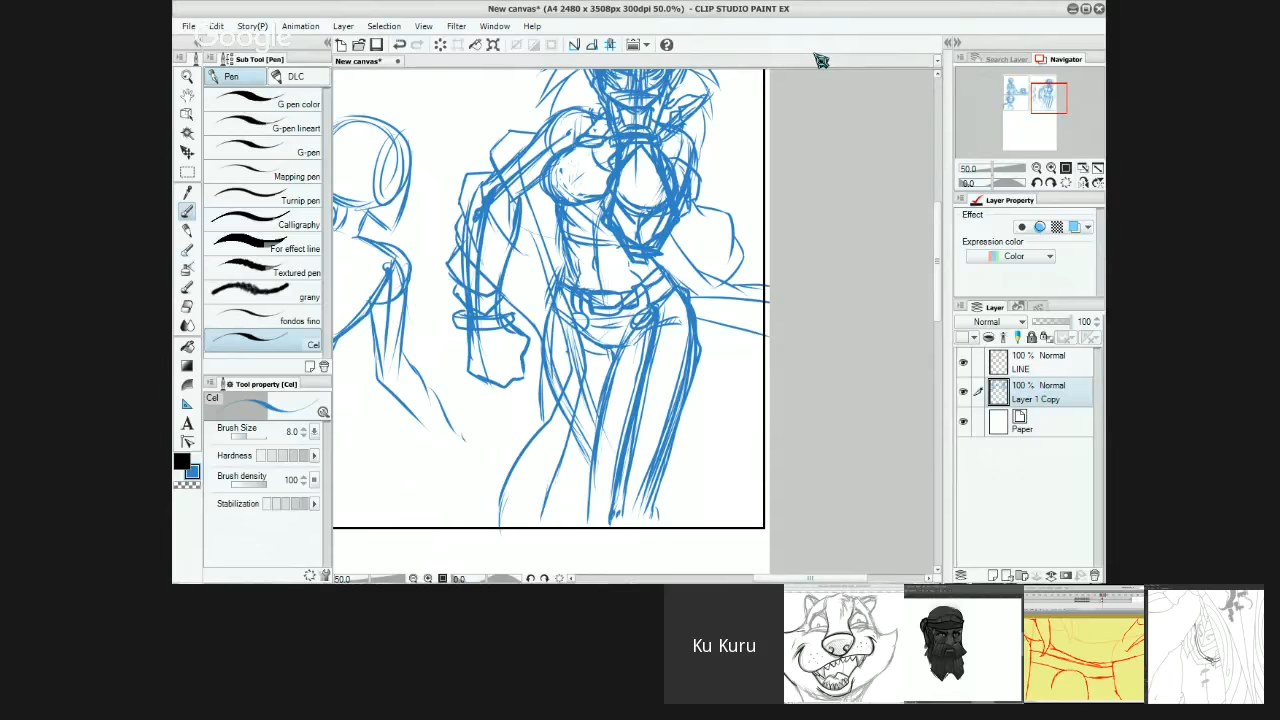 New canvas* (A4 2480 x 3508px 300dpi 50.0%) - CLIP STUDIO PAINT EX
File Edit Story(P) Animation Layer Selection View Filter Window Help
Google
Sub Tool [Pen]
New canvas*
Search Layer Navigator
Pen DLC
G pen color
G-pen lineart
G-pen
Mapping pen
Turnip pen
Calligraphy
For effect line
Textured pen
grany
fondos fino
Cel
Tool property [Cel]
Cel
Brush Size 8.0
Hardness
Brush density 100
Stabilization
50.0
0.0
50.0
0.0
Layer Property
Effect
Expression color
Color
Layer
Normal 100
100 % Normal
LINE
100 % Normal
Layer 1 Copy
Paper
Ku Kuru